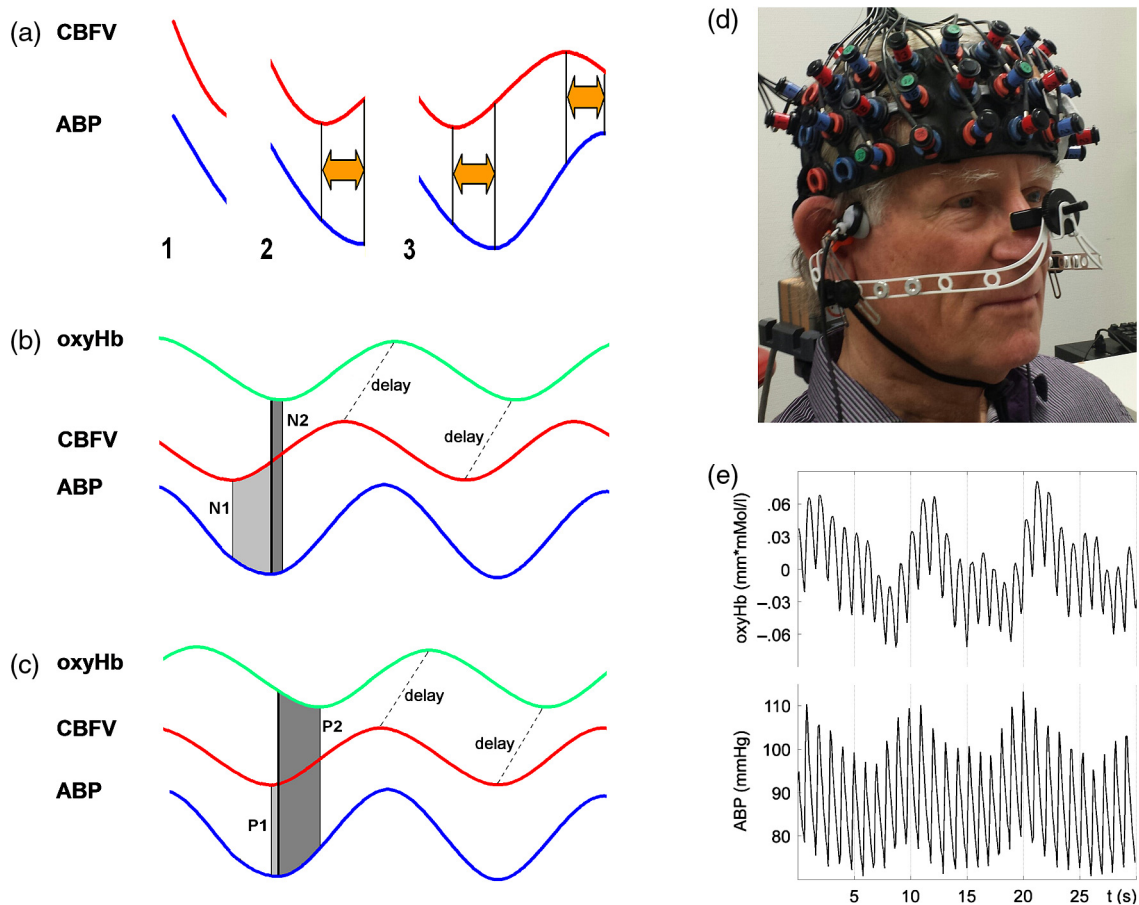 (a)
CBFV
ABP
1 2 3
(b)
oxyHb
CBFV
ABP
delay
delay
N1
N2
(c)
oxyHb
CBFV
ABP
delay
delay
P1
P2
(d)
(e)
oxyHb (mm*mMol/l)
.06
.03
0
–.03
–.06
ABP (mmHg)
110
100
90
80
5 10 15 20 25 t (s)